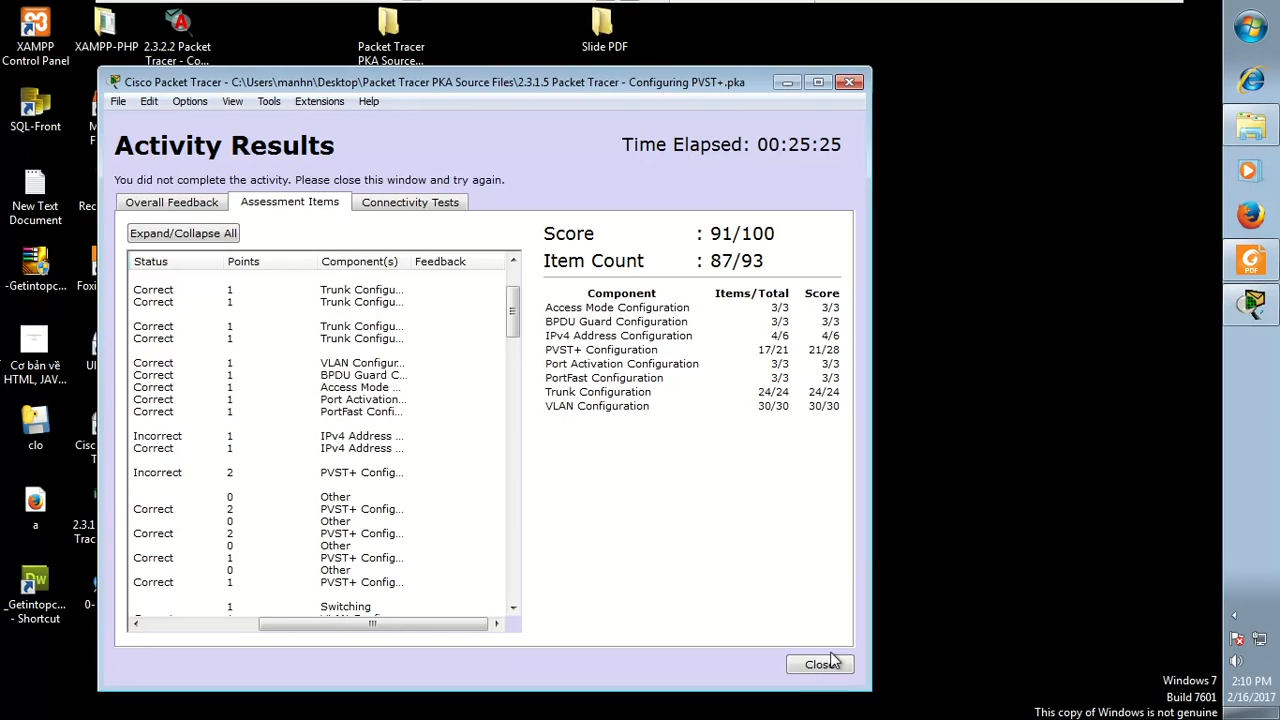 XAMPP
Control Panel
XAMPP-PHP
2.3.2.2 Packet
Tracer - Co...
Packet Tracer
PKA Source...
Slide PDF
Cisco Packet Tracer - C:\Users\manhn\Desktop\Packet Tracer PKA Source Files\2.3.1.5 Packet Tracer - Configuring PVST+.pka
File Edit Options View Tools Extensions Help
Activity Results
Time Elapsed: 00:25:25
You did not complete the activity. Please close this window and try again.
Overall Feedback
Assessment Items
Connectivity Tests
Expand/Collapse All
Status Points Component(s) Feedback
Correct 1 Trunk Configu...
Correct 1 Trunk Configu...
Correct 1 Trunk Configu...
Correct 1 Trunk Configu...
Correct 1 VLAN Configur...
Correct 1 BPDU Guard C...
Correct 1 Access Mode ...
Correct 1 Port Activation...
Correct 1 PortFast Confi...
Incorrect 1 IPv4 Address ...
Correct 1 IPv4 Address ...
Incorrect 2 PVST+ Config...
0 Other
Correct 2 PVST+ Config...
0 Other
Correct 2 PVST+ Config...
0 Other
Correct 1 PVST+ Config...
0 Other
Correct 1 PVST+ Config...
1 Switching
Score : 91/100
Item Count : 87/93
Component Items/Total Score
Access Mode Configuration 3/3 3/3
BPDU Guard Configuration 3/3 3/3
IPv4 Address Configuration 4/6 4/6
PVST+ Configuration 17/21 21/28
Port Activation Configuration 3/3 3/3
PortFast Configuration 3/3 3/3
Trunk Configuration 24/24 24/24
VLAN Configuration 30/30 30/30
Close
SQL-Front
New Text
Document
-Getintopc...
Cơ bản về
HTML, JAV...
clo
a
2.3.1
_Getintopc...
- Shortcut
0-
PDF
2:10 PM
2/16/2017
Windows 7
Build 7601
This copy of Windows is not genuine